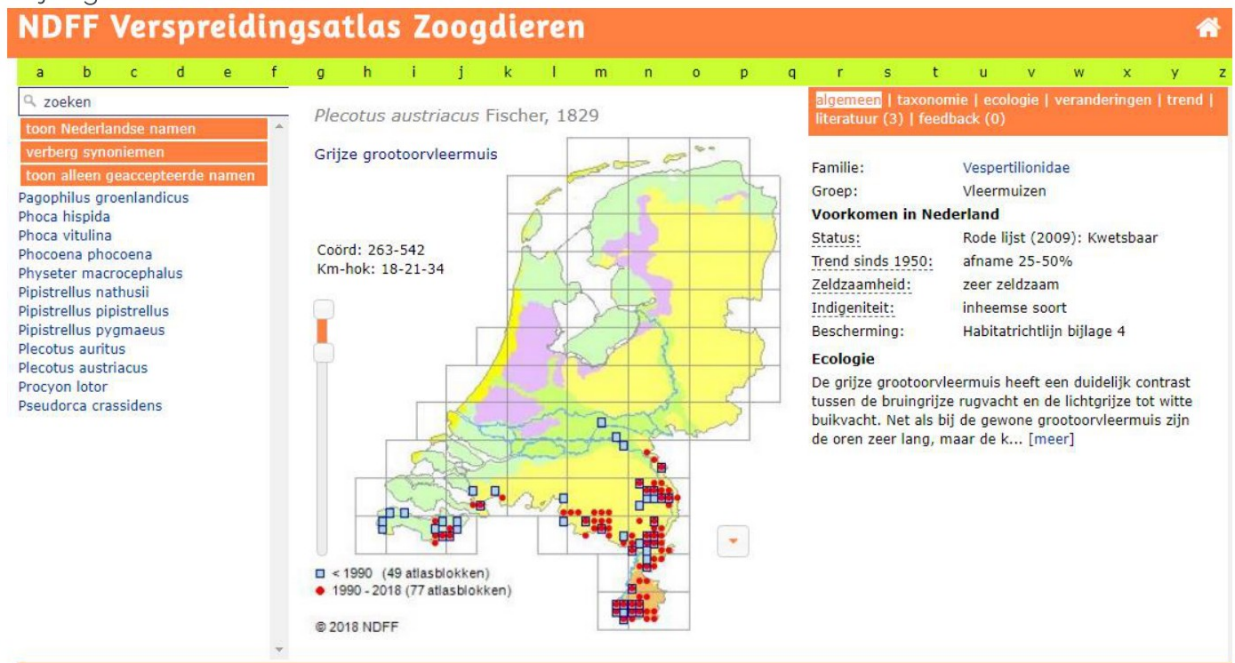 NDFF Verspreidingsatlas Zoogdieren
a b c d e f g h i j k l m n o p q r s t u v w x y z
zoeken
toon Nederlandse namen
verberg synoniemen
toon alleen geaccepteerde namen
Pagophilus groenlandicus
Phoca hispida
Phoca vitulina
Phocoena phocoena
Physeter macrocephalus
Pipistrellus nathusii
Pipistrellus pipistrellus
Pipistrellus pygmaeus
Plecotus auritus
Plecotus austriacus
Procyon lotor
Pseudorca crassidens
Plecotus austriacus Fischer, 1829
Grijze grootoorvleermuis
Coörd: 263-542
Km-hok: 18-21-34
< 1990 (49 atlasblokken)
1990 - 2018 (77 atlasblokken)
© 2018 NDFF
algemeen | taxonomie | ecologie | veranderingen | trend |
literatuur (3) | feedback (0)
Familie: Vespertilionidae
Groep: Vleermuizen
Voorkomen in Nederland
Status: Rode lijst (2009): Kwetsbaar
Trend sinds 1950: afname 25-50%
Zeldzaamheid: zeer zeldzaam
Indigeniteit: inheemse soort
Bescherming: Habitatrichtlijn bijlage 4
Ecologie
De grijze grootoorvleermuis heeft een duidelijk contrast
tussen de bruingrijze rugvacht en de lichtgrijze tot witte
buikvacht. Net als bij de gewone grootoorvleermuis zijn
de oren zeer lang, maar de k... [meer]